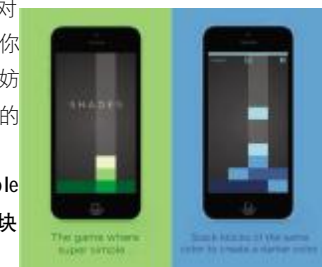 对
你
妨
的
ple
块
SHADES
The game where
super simple...
Stack blocks of the same
color to create a darker color